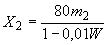 X₂ = 80m₂ / (1 − 0,01W)